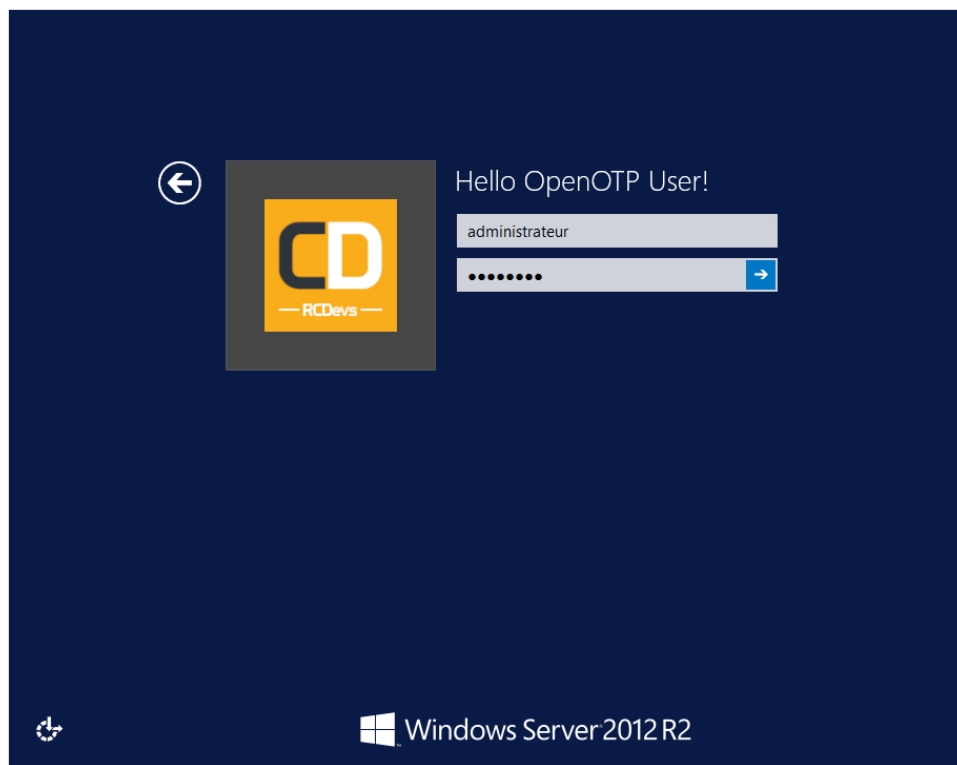 Hello OpenOTP User!
administrateur
CD
RCDevs
Windows Server 2012 R2